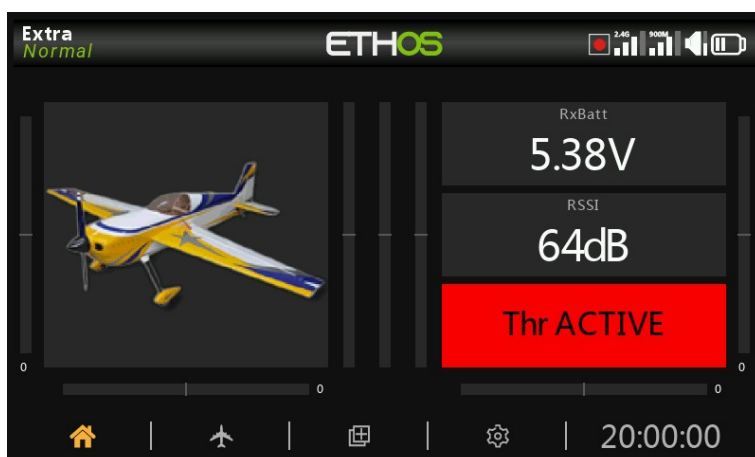 Extra
Normal
ETHOS
2.4G
900M
RxBatt
5.38V
RSSI
64dB
Thr ACTIVE
0
0
0
0
20:00:00